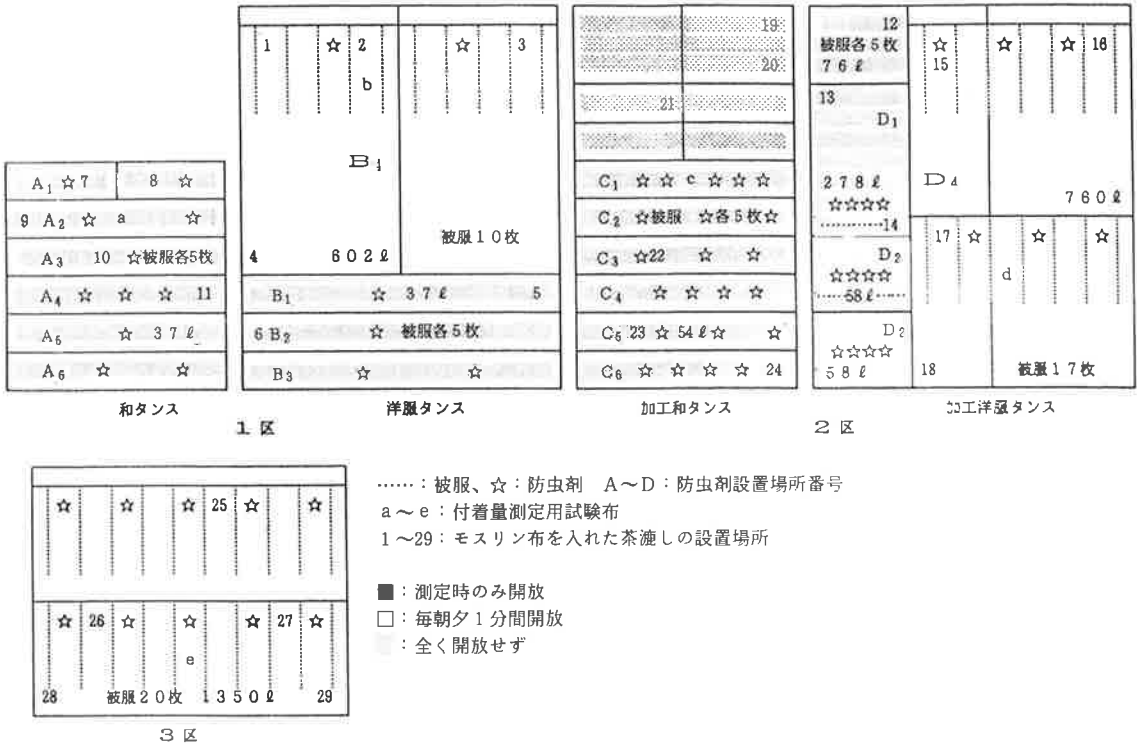 A₁ ☆ 7 8 ☆
9 A₂ ☆ a ☆
A₃ 10 ☆被服各5枚
A₄ ☆ ☆ ☆ 11
A₅ ☆ 37ℓ
A₆ ☆ ☆
和タンス
1 ☆ 2 ☆ 3
b
B₄
被服10枚
4 602ℓ
B₁ ☆ 37ℓ 5
6 B₂ ☆ 被服各5枚
B₃ ☆ ☆
洋服タンス
1区
19
20
21
C₁ ☆ ☆ c ☆ ☆ ☆
C₂ ☆被服 ☆各5枚☆
C₃ ☆22 ☆ ☆
C₄ ☆ ☆ ☆ ☆
C₅ 23 ☆ 54ℓ☆ ☆
C₆ ☆ ☆ ☆ ☆ 24
加工和タンス
12
被服各5枚
76ℓ
13
D₁
278ℓ
☆☆☆☆
14
D₂
☆☆☆☆
58ℓ
D₂
☆☆☆☆
58ℓ
☆ ☆ ☆ 16
15
D₄
760ℓ
17 ☆ ☆ ☆
d
18 被服17枚
加工洋服タンス
2区
☆ ☆ ☆ 25 ☆ ☆
☆ 26 ☆ ☆ ☆ 27 ☆
e
28 被服20枚 1350ℓ 29
3区
……：被服、☆：防虫剤 A～D：防虫剤設置場所番号
a～e：付着量測定用試験布
1～29：モスリン布を入れた茶漉しの設置場所
■：測定時のみ開放
□：毎朝夕1分間開放
：全く開放せず